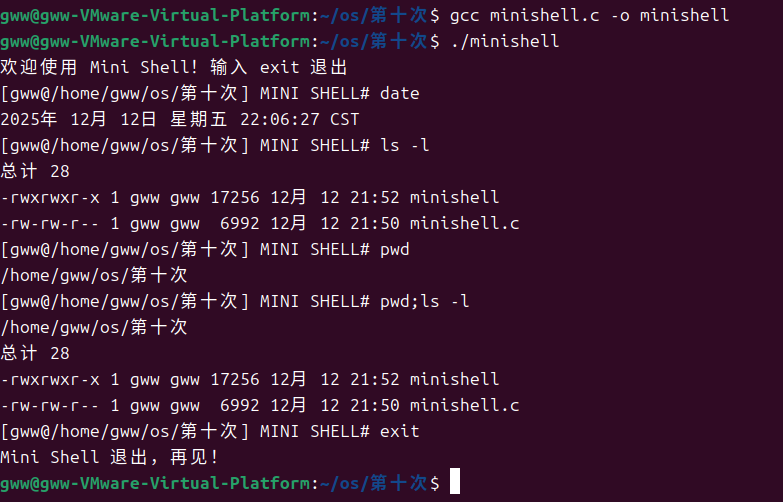 gww@gww-VMware-Virtual-Platform:~/os/第十次$ gcc minishell.c -o minishell
gww@gww-VMware-Virtual-Platform:~/os/第十次$ ./minishell
欢迎使用 Mini Shell! 输入 exit 退出
[gww@/home/gww/os/第十次] MINI SHELL# date
2025年 12月 12日 星期五 22:06:27 CST
[gww@/home/gww/os/第十次] MINI SHELL# ls -l
总计 28
-rwxrwxr-x 1 gww gww 17256 12月 12 21:52 minishell
-rw-rw-r-- 1 gww gww  6992 12月 12 21:50 minishell.c
[gww@/home/gww/os/第十次] MINI SHELL# pwd
/home/gww/os/第十次
[gww@/home/gww/os/第十次] MINI SHELL# pwd;ls -l
/home/gww/os/第十次
总计 28
-rwxrwxr-x 1 gww gww 17256 12月 12 21:52 minishell
-rw-rw-r-- 1 gww gww  6992 12月 12 21:50 minishell.c
[gww@/home/gww/os/第十次] MINI SHELL# exit
Mini Shell 退出，再见！
gww@gww-VMware-Virtual-Platform:~/os/第十次$